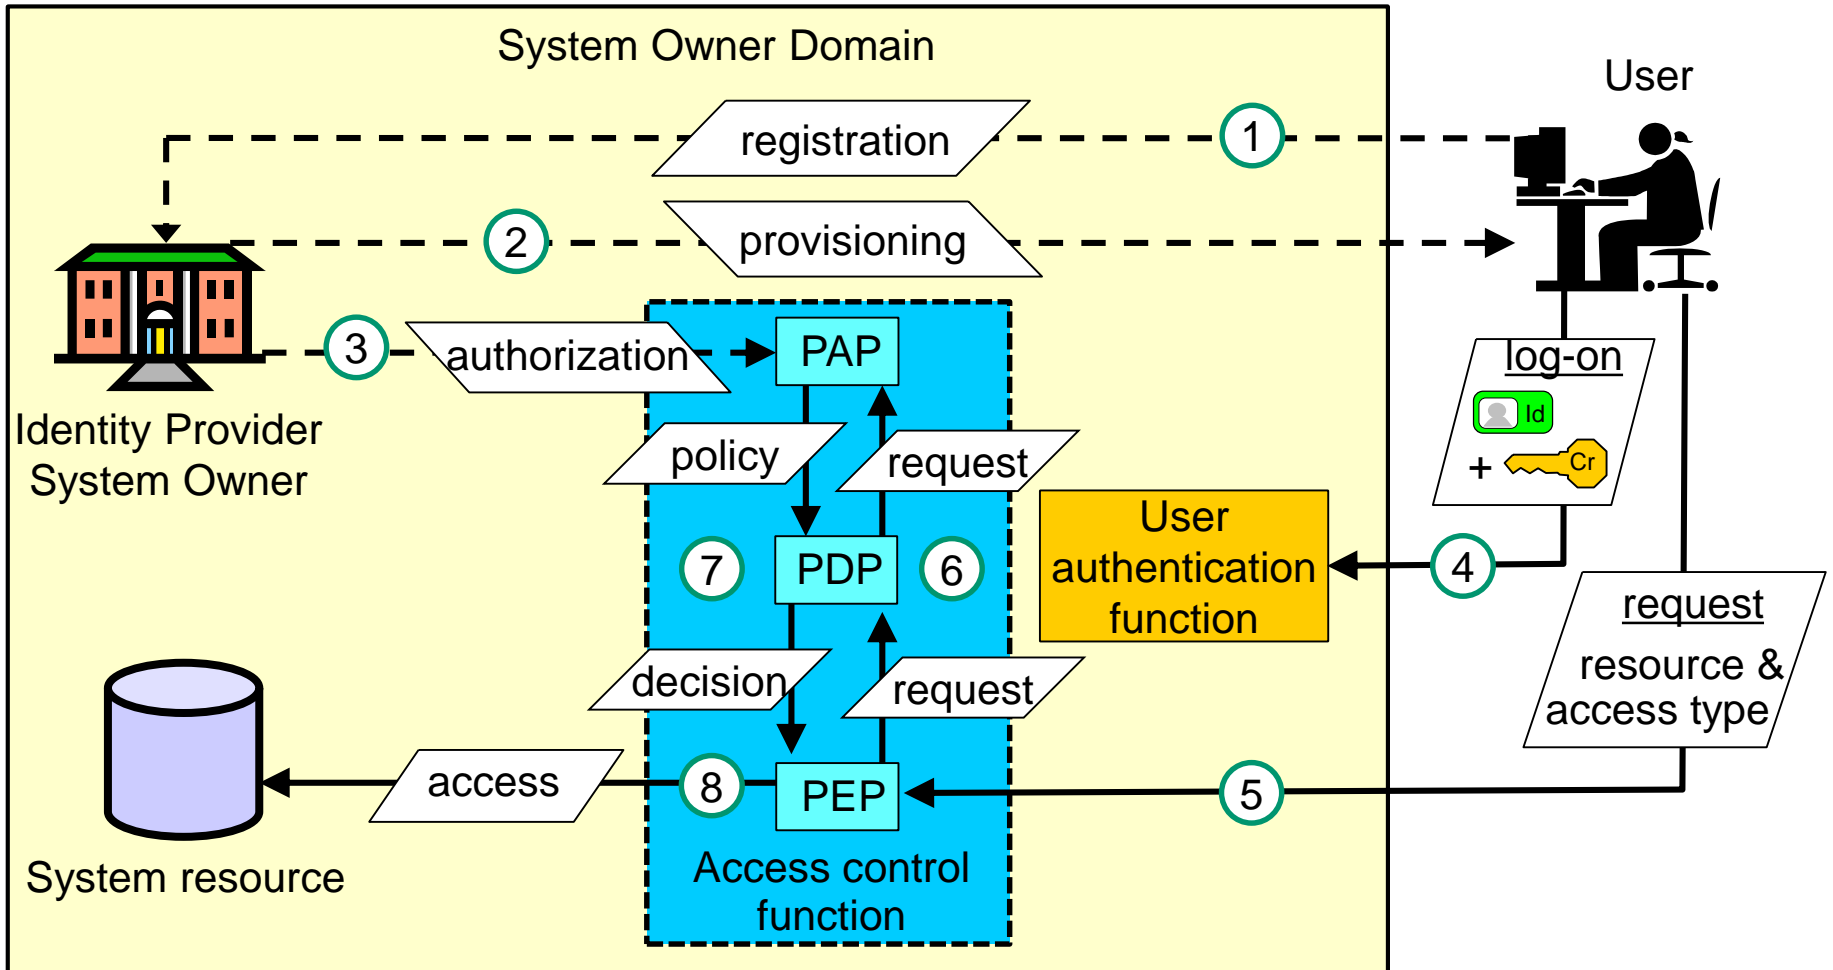 System Owner Domain
User
registration
1
2
provisioning
3
authorization
PAP
log-on
Id
+
Cr
Identity Provider
System Owner
policy
request
User
authentication
function
7
PDP
6
4
request
resource &
access type
decision
request
access
8
PEP
5
System resource
Access control
function